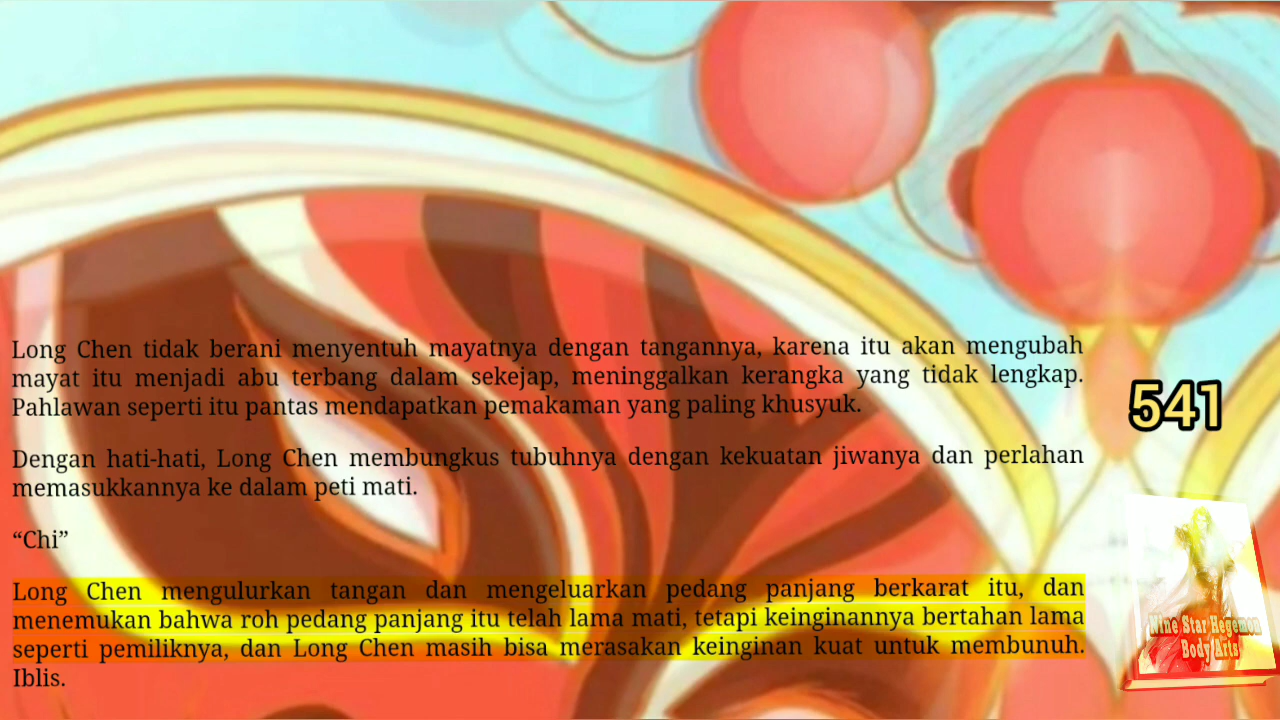 Long Chen tidak berani menyentuh mayatnya dengan tangannya, karena itu akan mengubah
mayat itu menjadi abu terbang dalam sekejap, meninggalkan kerangka yang tidak lengkap.
Pahlawan seperti itu pantas mendapatkan pemakaman yang paling khusyuk.
Dengan hati-hati, Long Chen membungkus tubuhnya dengan kekuatan jiwanya dan perlahan
memasukkannya ke dalam peti mati.
“Chi”
Long Chen mengulurkan tangan dan mengeluarkan pedang panjang berkarat itu, dan
menemukan bahwa roh pedang panjang itu telah lama mati, tetapi keinginannya bertahan lama
seperti pemiliknya, dan Long Chen masih bisa merasakan keinginan kuat untuk membunuh.
Iblis.
541
Nine Star Hegemon
Body Arts